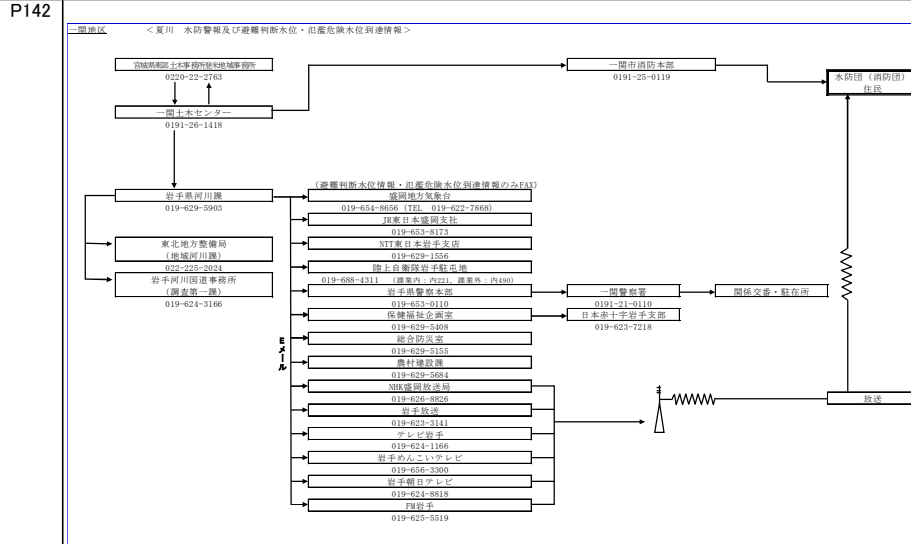 P142
一関地区 ＜夏川 水防警報及び避難判断水位・氾濫危険水位到達情報＞
宮城県東部土木事務所登米地域事務所
0220-22-2763
一関市消防本部
0191-25-0119
水防団（消防団）
住民
一関土木センター
0191-26-1418
岩手県河川課
019-629-5903
東北地方整備局
（地域河川課）
022-225-2024
岩手河川国道事務所
（調査第一課）
019-624-3166
Eメール
（避難判断水位情報・氾濫危険水位到達情報のみFAX）
盛岡地方気象台
019-654-8656（TEL 019-622-7868）
JR東日本盛岡支社
019-653-8173
NTT東日本岩手支店
019-629-1556
陸上自衛隊岩手駐屯地
019-688-4311 （課業内：内221，課業外：内490）
岩手県警察本部
019-653-0110
一関警察署
0191-21-0110
関係交番・駐在所
保健福祉企画室
019-629-5408
日本赤十字岩手支部
019-623-7218
総合防災室
019-629-5155
農村建設課
019-629-5684
NHK盛岡放送局
019-626-8826
岩手放送
019-623-3141
テレビ岩手
019-624-1166
岩手めんこいテレビ
019-656-3300
岩手朝日テレビ
019-624-8818
FM岩手
019-625-5519
放送